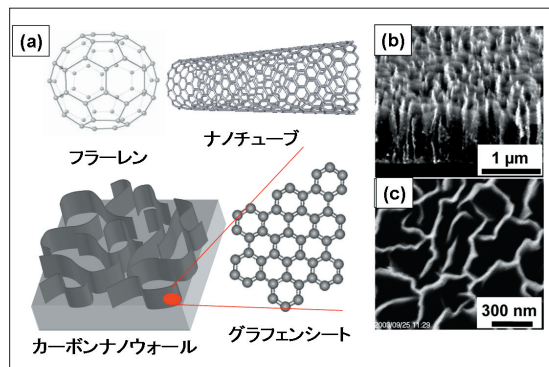 (a)
フラーレン
ナノチューブ
カーボンナノウォール
グラフェンシート
(b)
1 μm
(c)
2003/09/25 11:29
300 nm